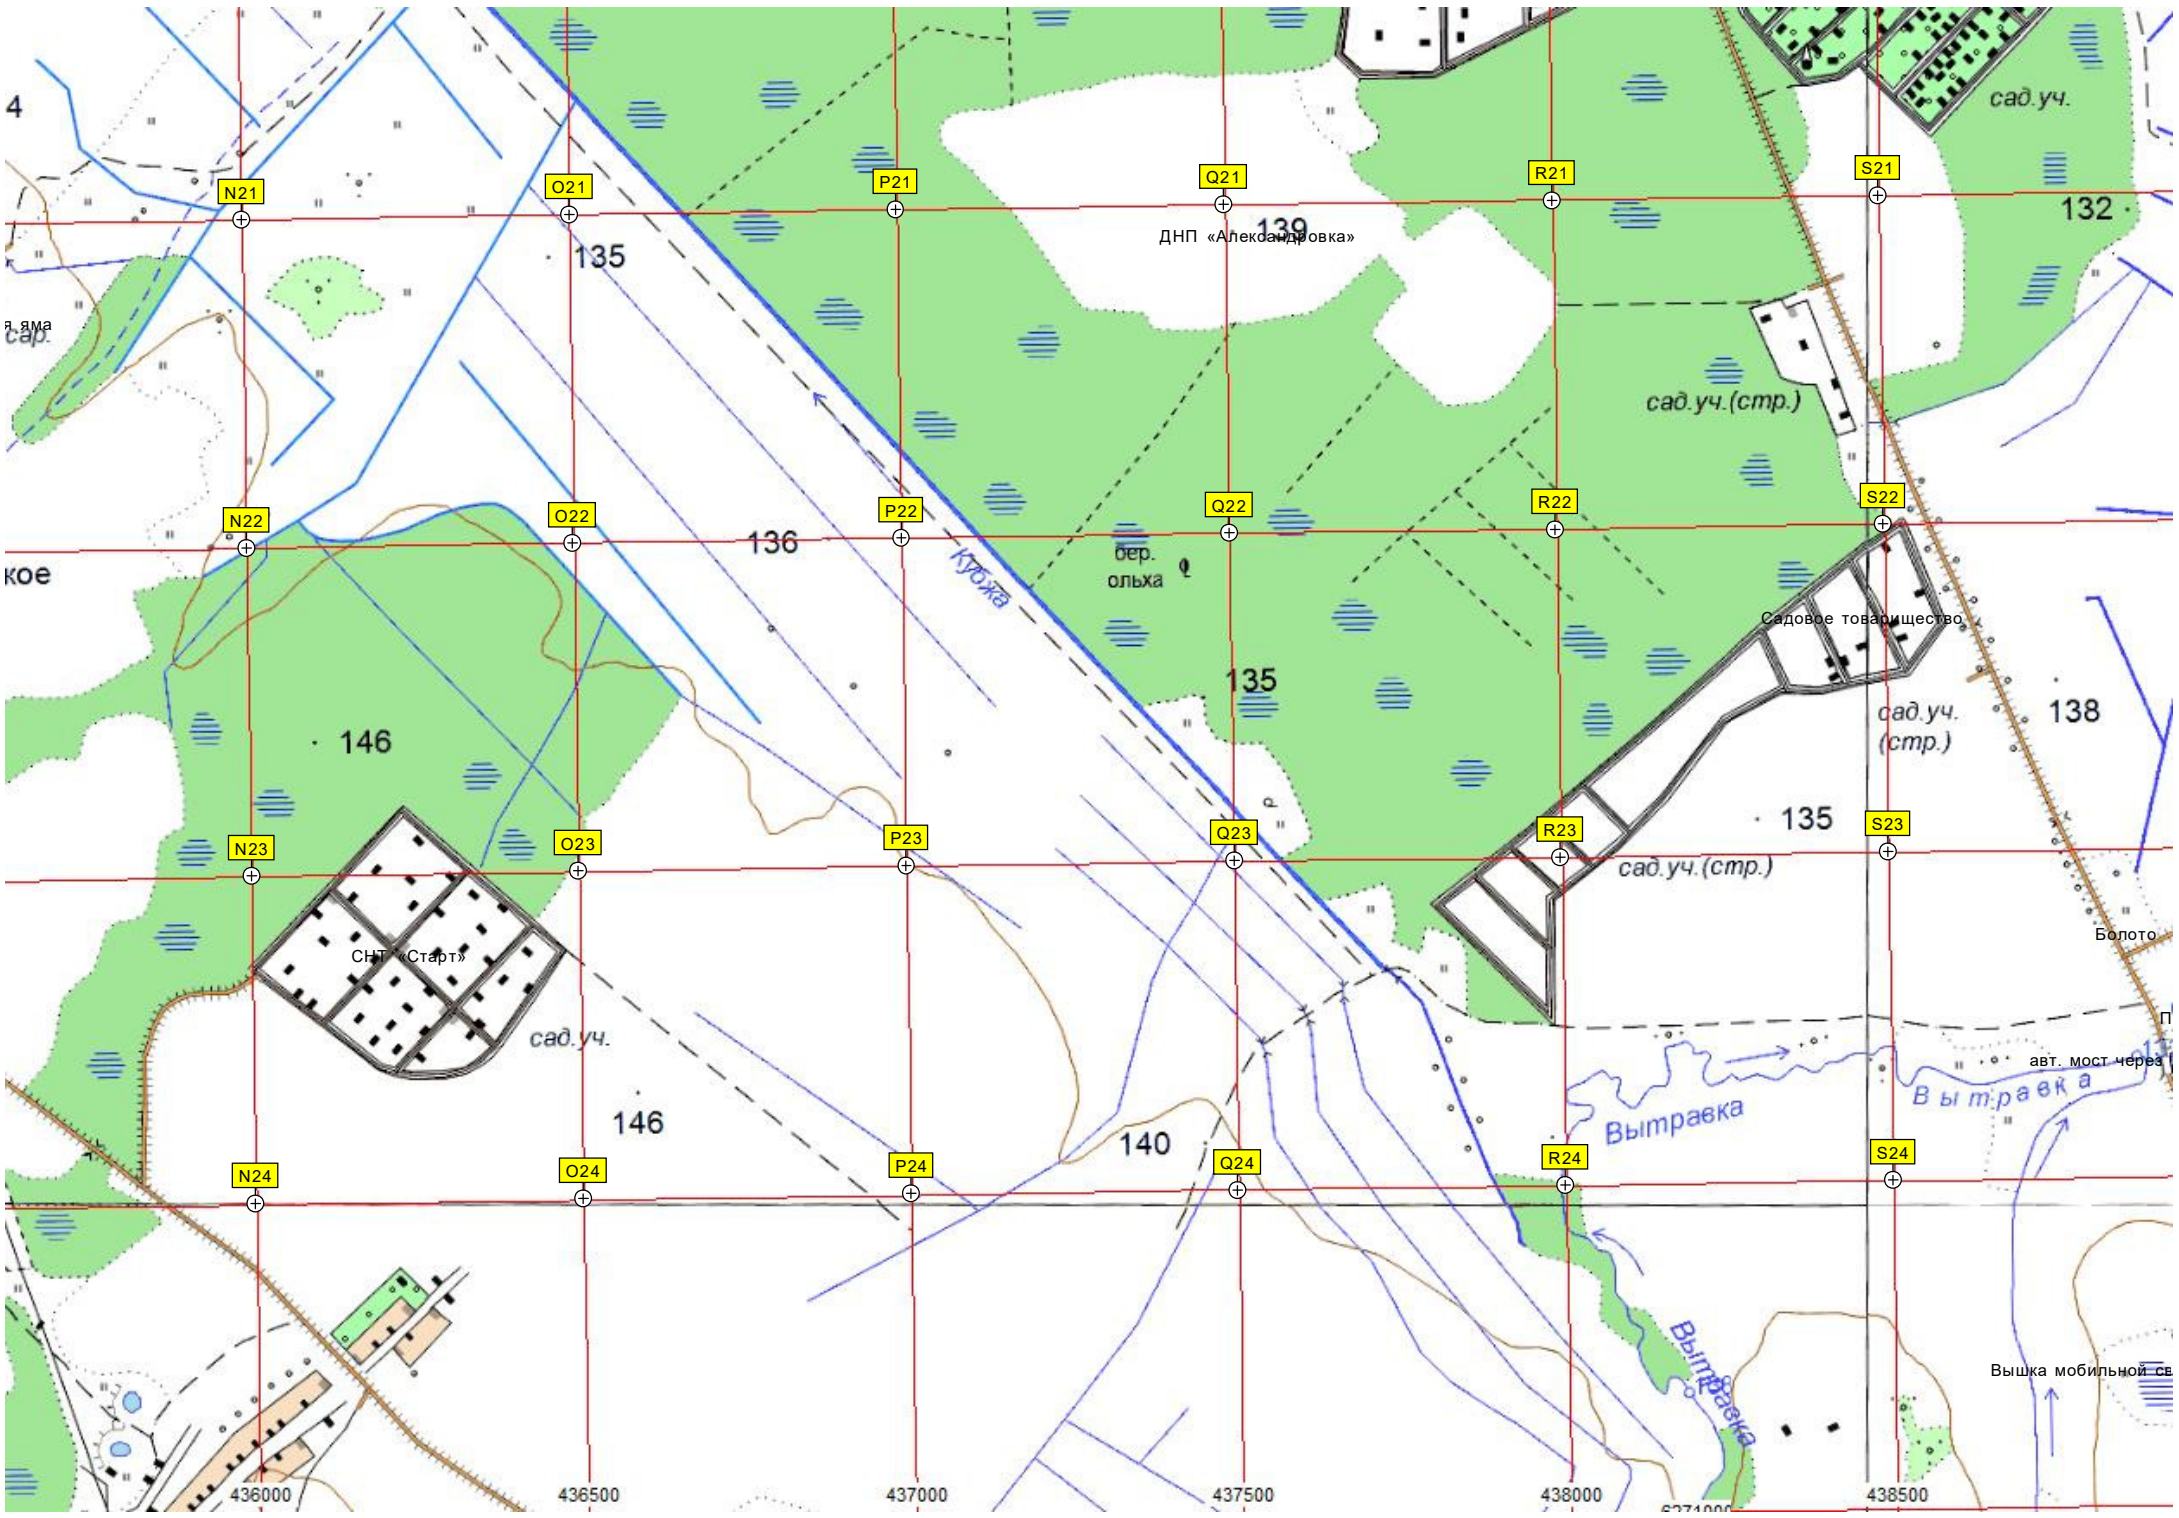 сад.уч.
4
N21
O21
P21
Q21
R21
S21
132
139
ДНП «Александровка»
135
я яма
сар.
сад.уч.(стр.)
N22
O22
P22
Q22
R22
S22
136
бер.
ольха
кое
Кубжа
Садовое товарищество
135
146
сад.уч.
(стр.)
138
135
N23
O23
P23
Q23
R23
S23
сад.уч.(стр.)
СНТ «Старт»
Болото
сад.уч.
П
авт. мост через
Вытравка
Вытравка
146
140
N24
O24
P24
Q24
R24
S24
Вытравка
Вышка мобильной св
436000
436500
437000
437500
438000
438500